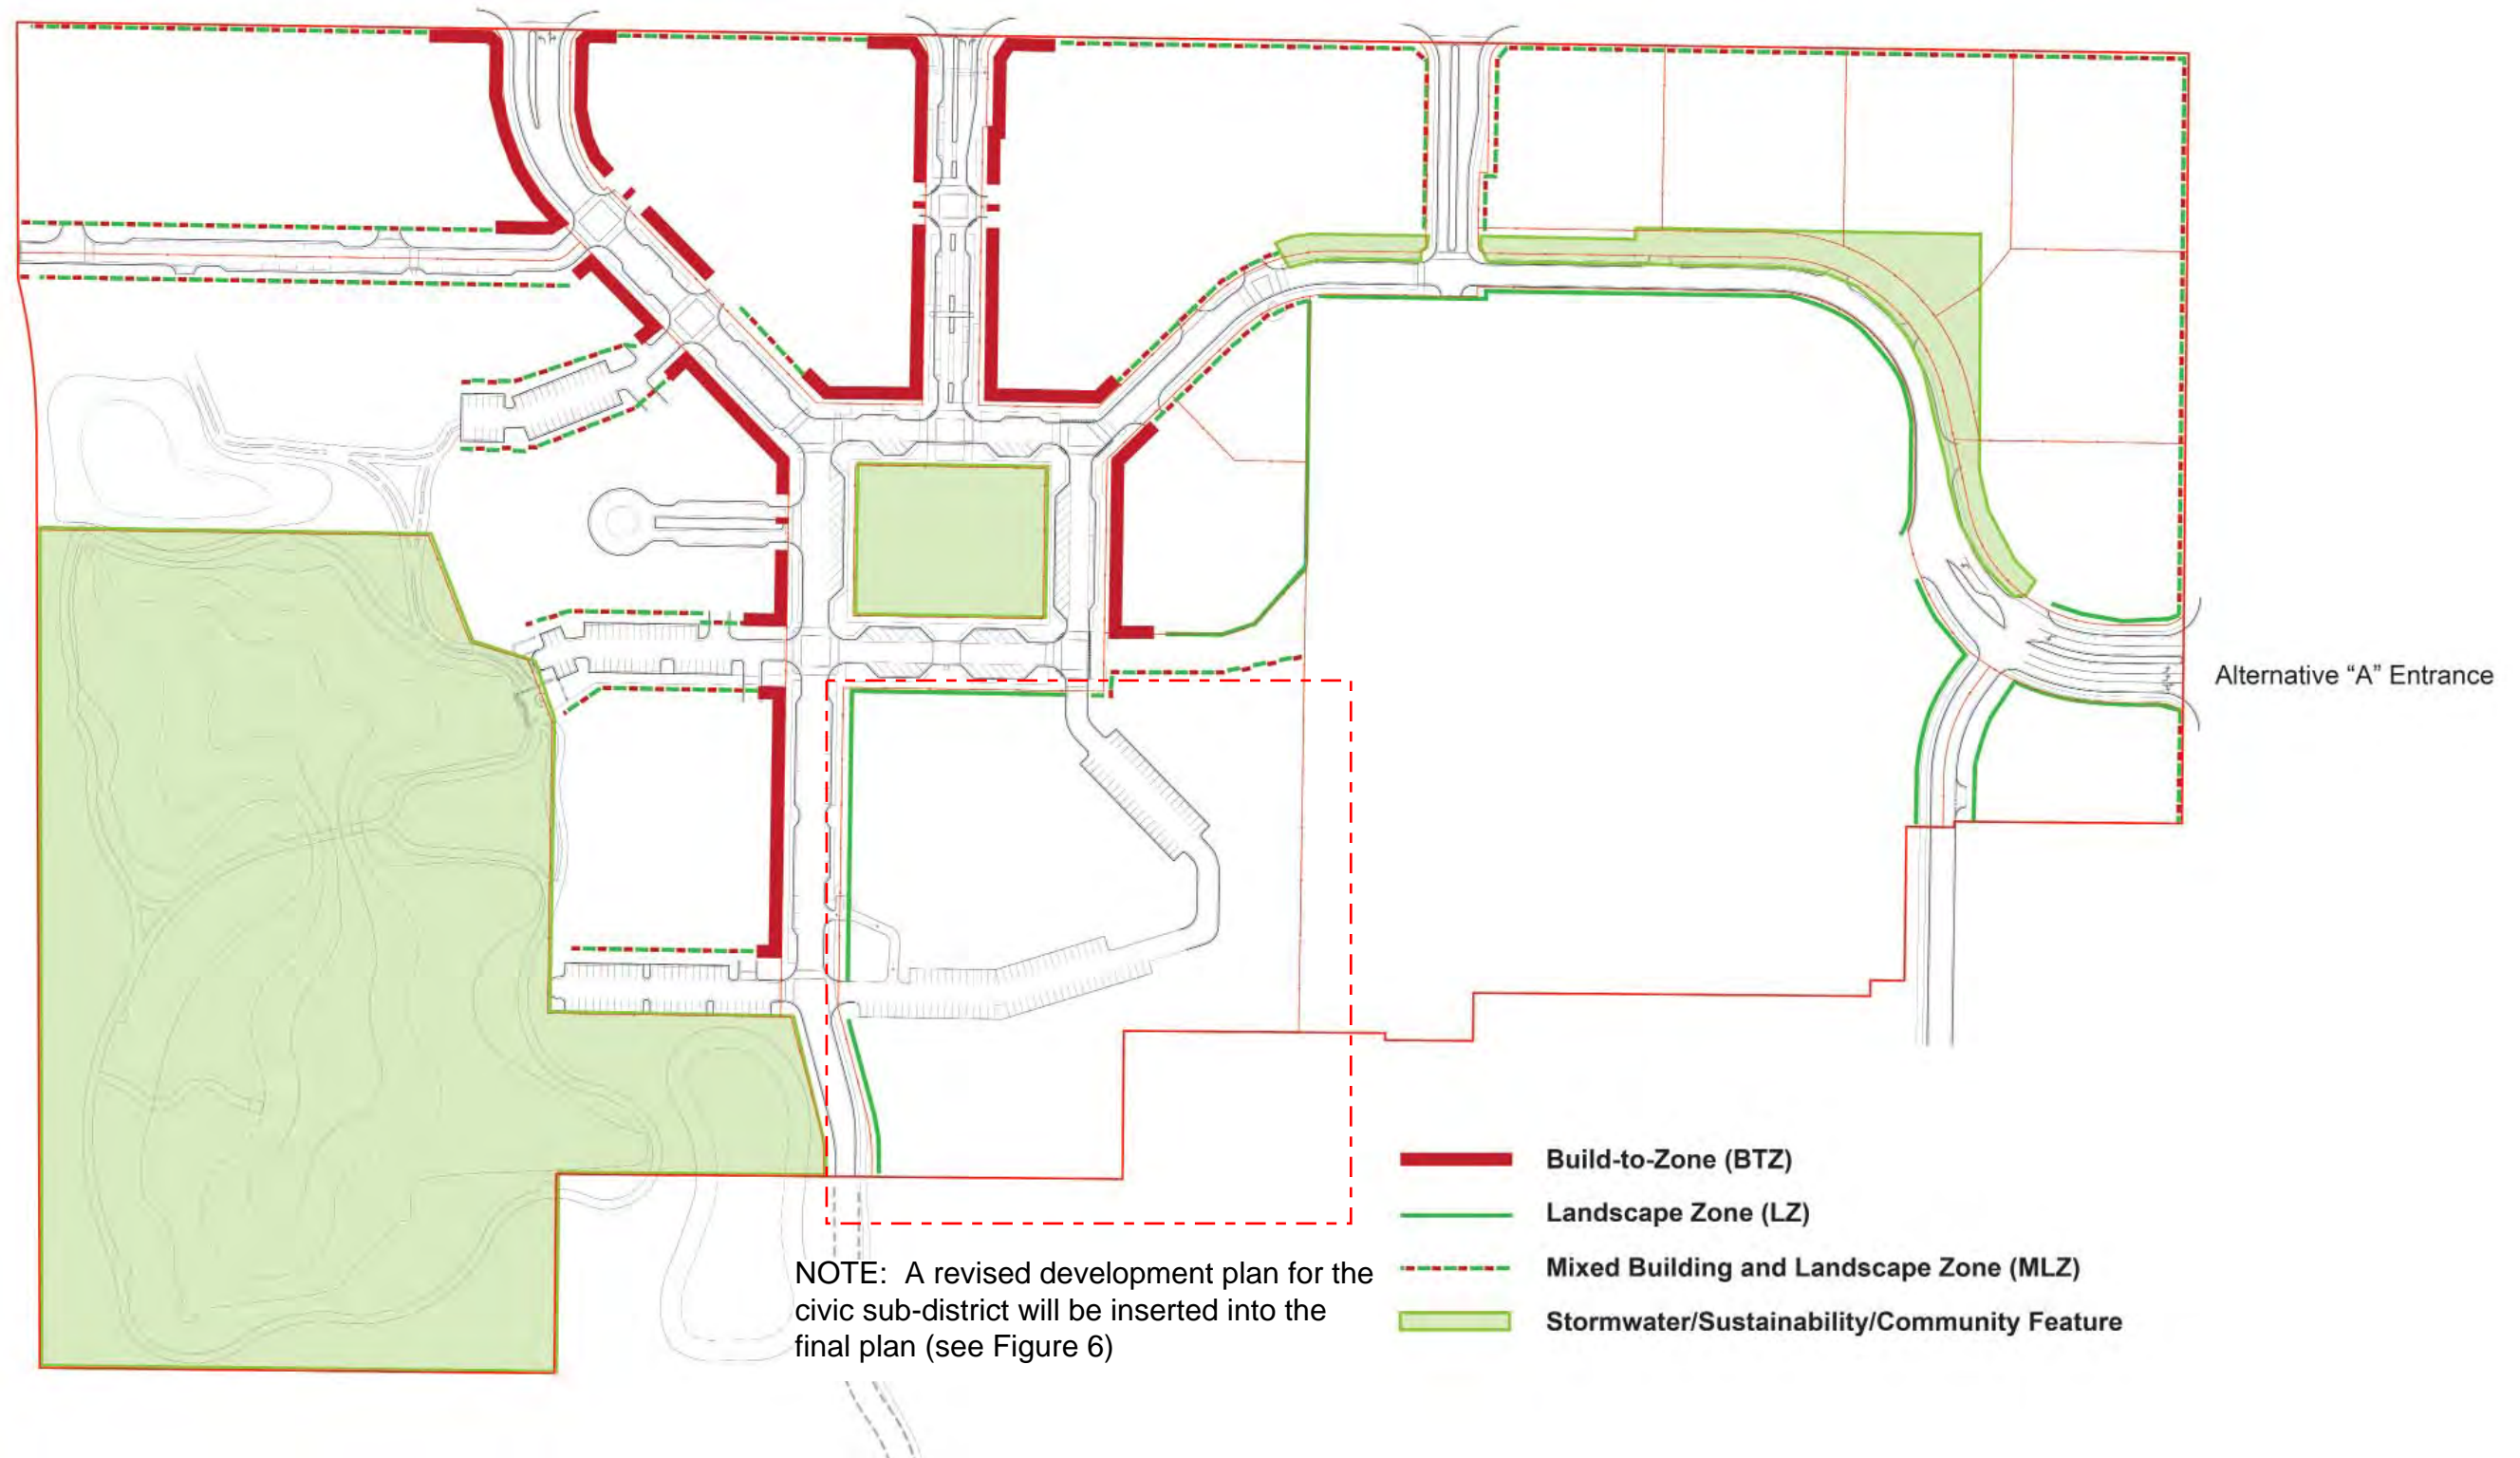 Alternative “A” Entrance
Build-to-Zone (BTZ)
Landscape Zone (LZ)
Mixed Building and Landscape Zone (MLZ)
Stormwater/Sustainability/Community Feature
NOTE:  A revised development plan for the
civic sub-district will be inserted into the
final plan (see Figure 6)